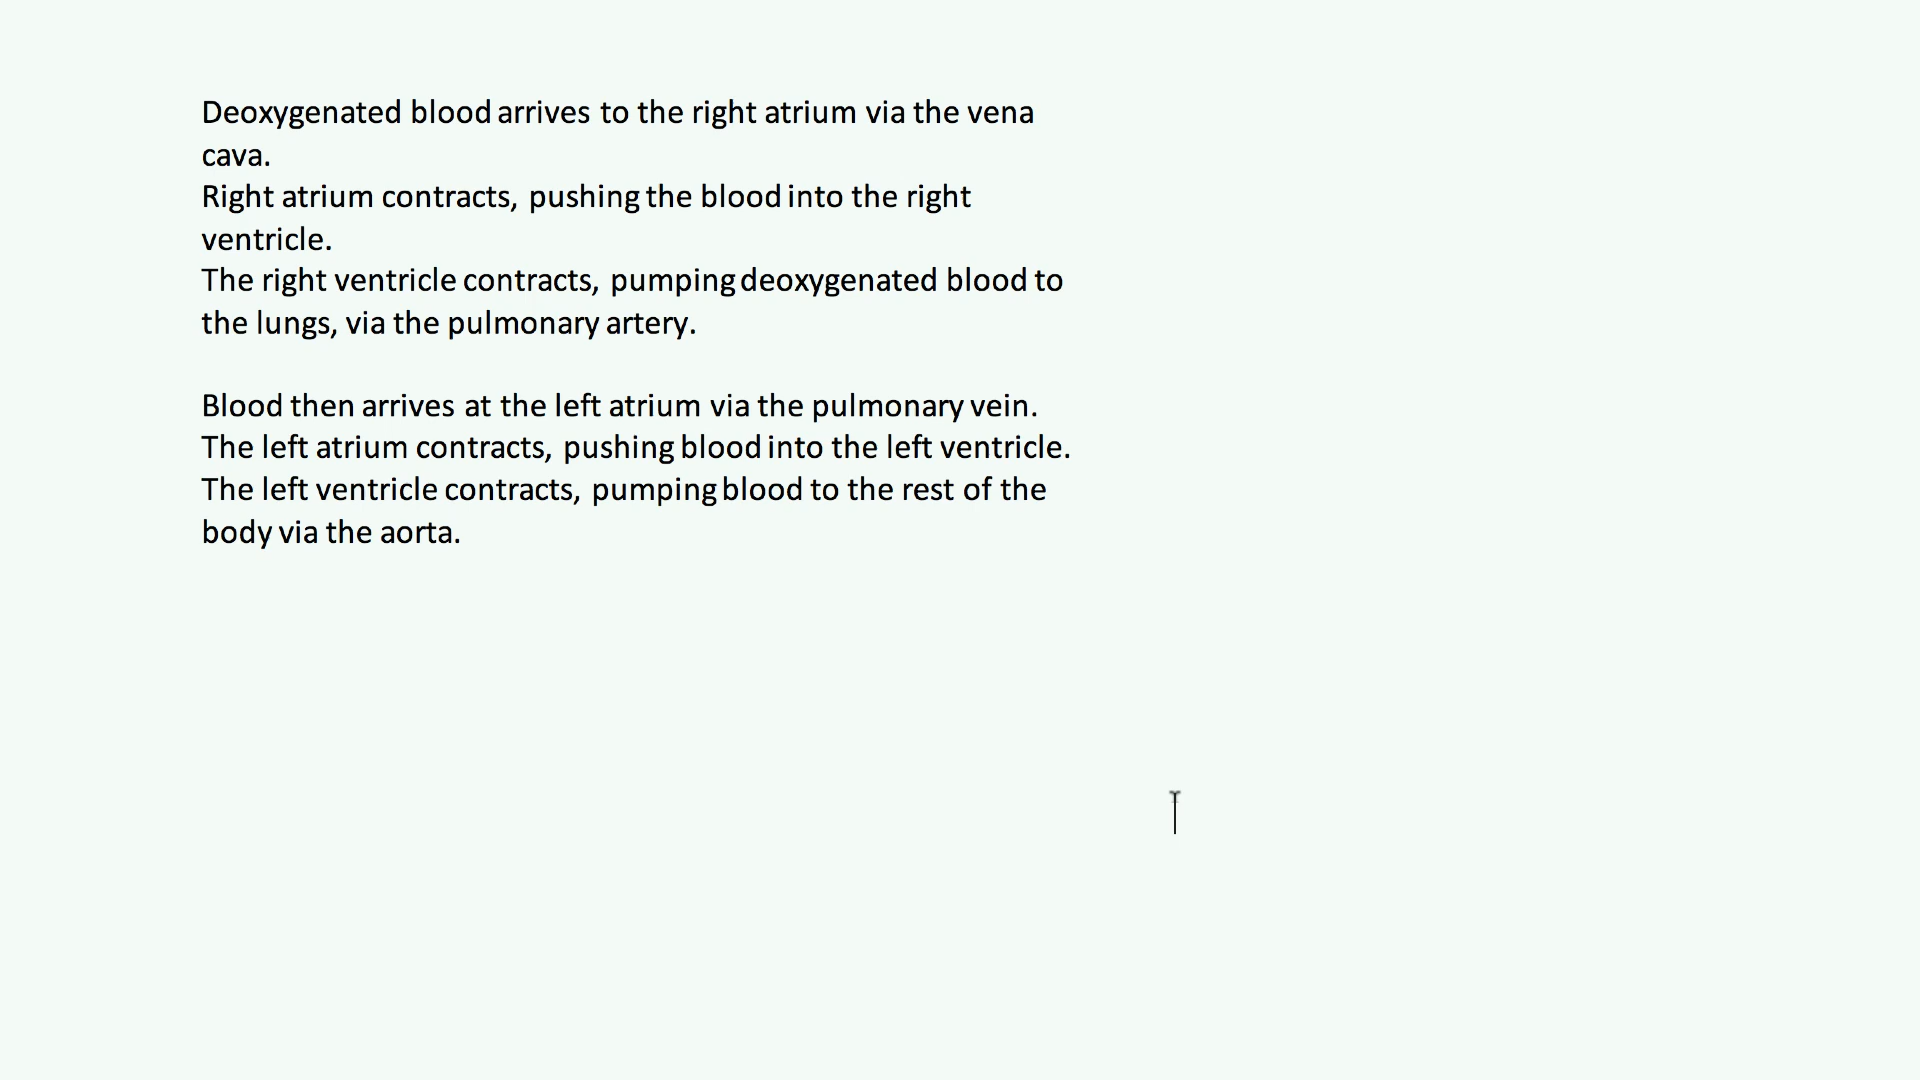 Deoxygenated blood arrives to the right atrium via the vena
cava.
Right atrium contracts, pushing the blood into the right
ventricle.
The right ventricle contracts, pumping deoxygenated blood to
the lungs, via the pulmonary artery.
Blood then arrives at the left atrium via the pulmonary vein.
The left atrium contracts, pushing blood into the left ventricle.
The left ventricle contracts, pumping blood to the rest of the
body via the aorta.